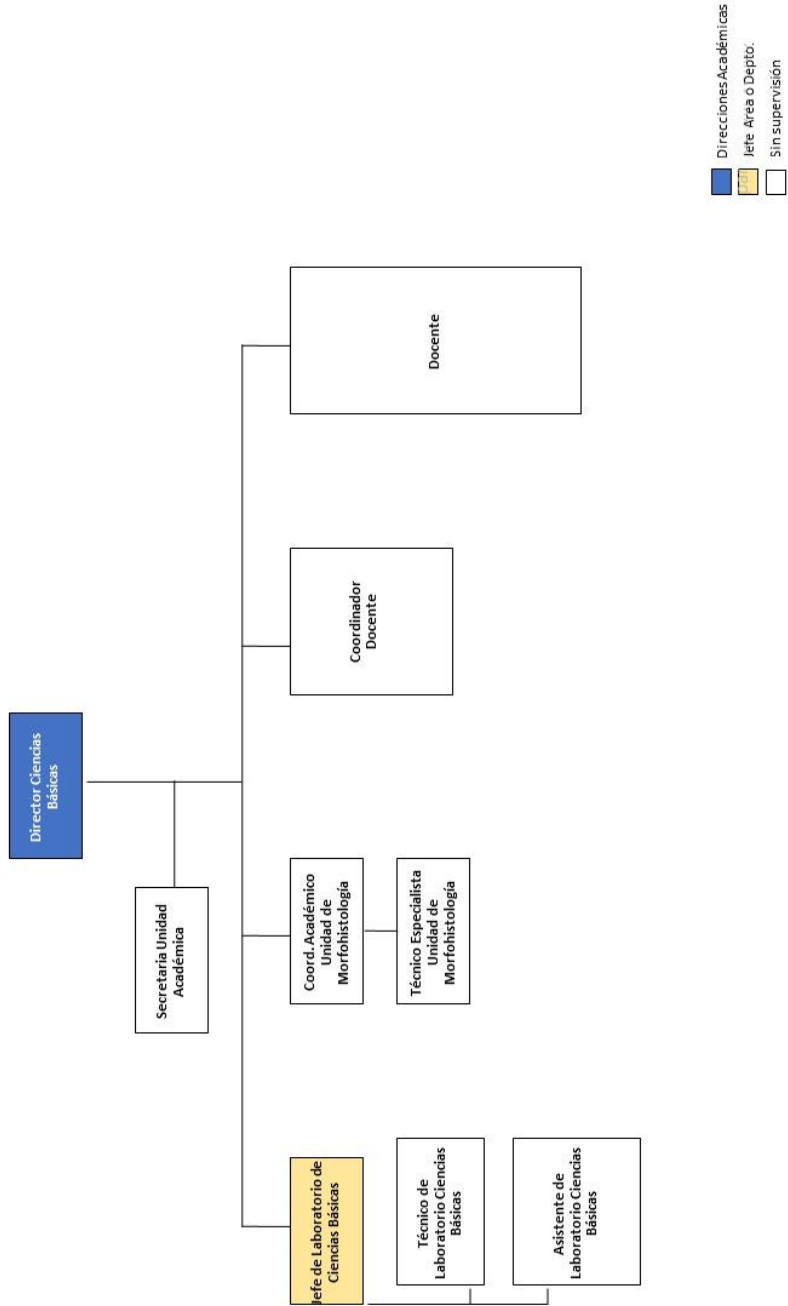 Director Ciencias
Básicas
Secretaria Unidad
Académica
Jefe de Laboratorio de
Ciencias Básicas
Coord. Académico
Unidad de
Morfohistología
Coordinador
Docente
Docente
Técnico de
Laboratorio Ciencias
Básicas
Técnico Especialista
Unidad de
Morfohistología
Asistente de
Laboratorio Ciencias
Básicas
Direcciones Académicas
Jefe Area o Depto.
Sin supervisión